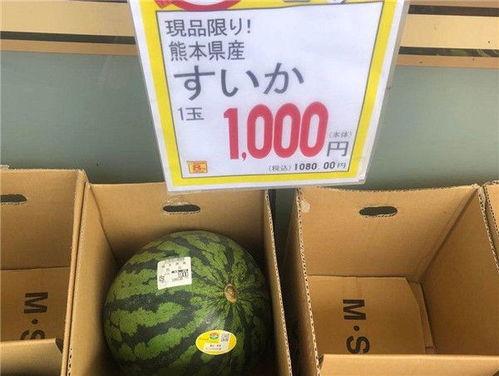 現品限り!
熊本県産
すいか
1玉 1,000円 (本体)
8% (税込) 1080.00円
M・S
M・S